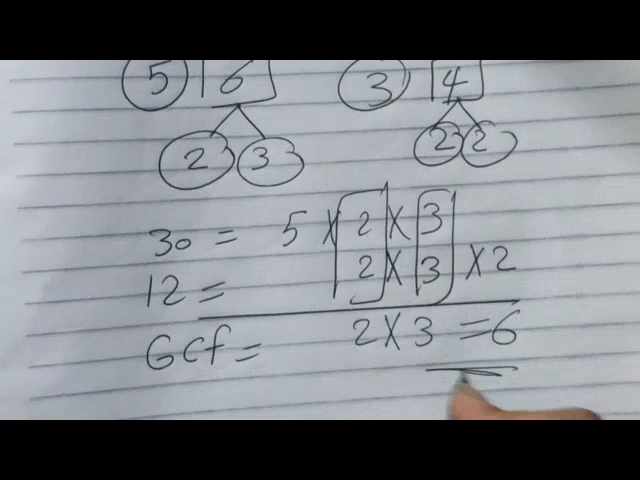 5 6 3 4
2 3 2 2
30 = 5 × 2 × 3
12 = 2 × 3 × 2
GCf = 2 × 3 = 6